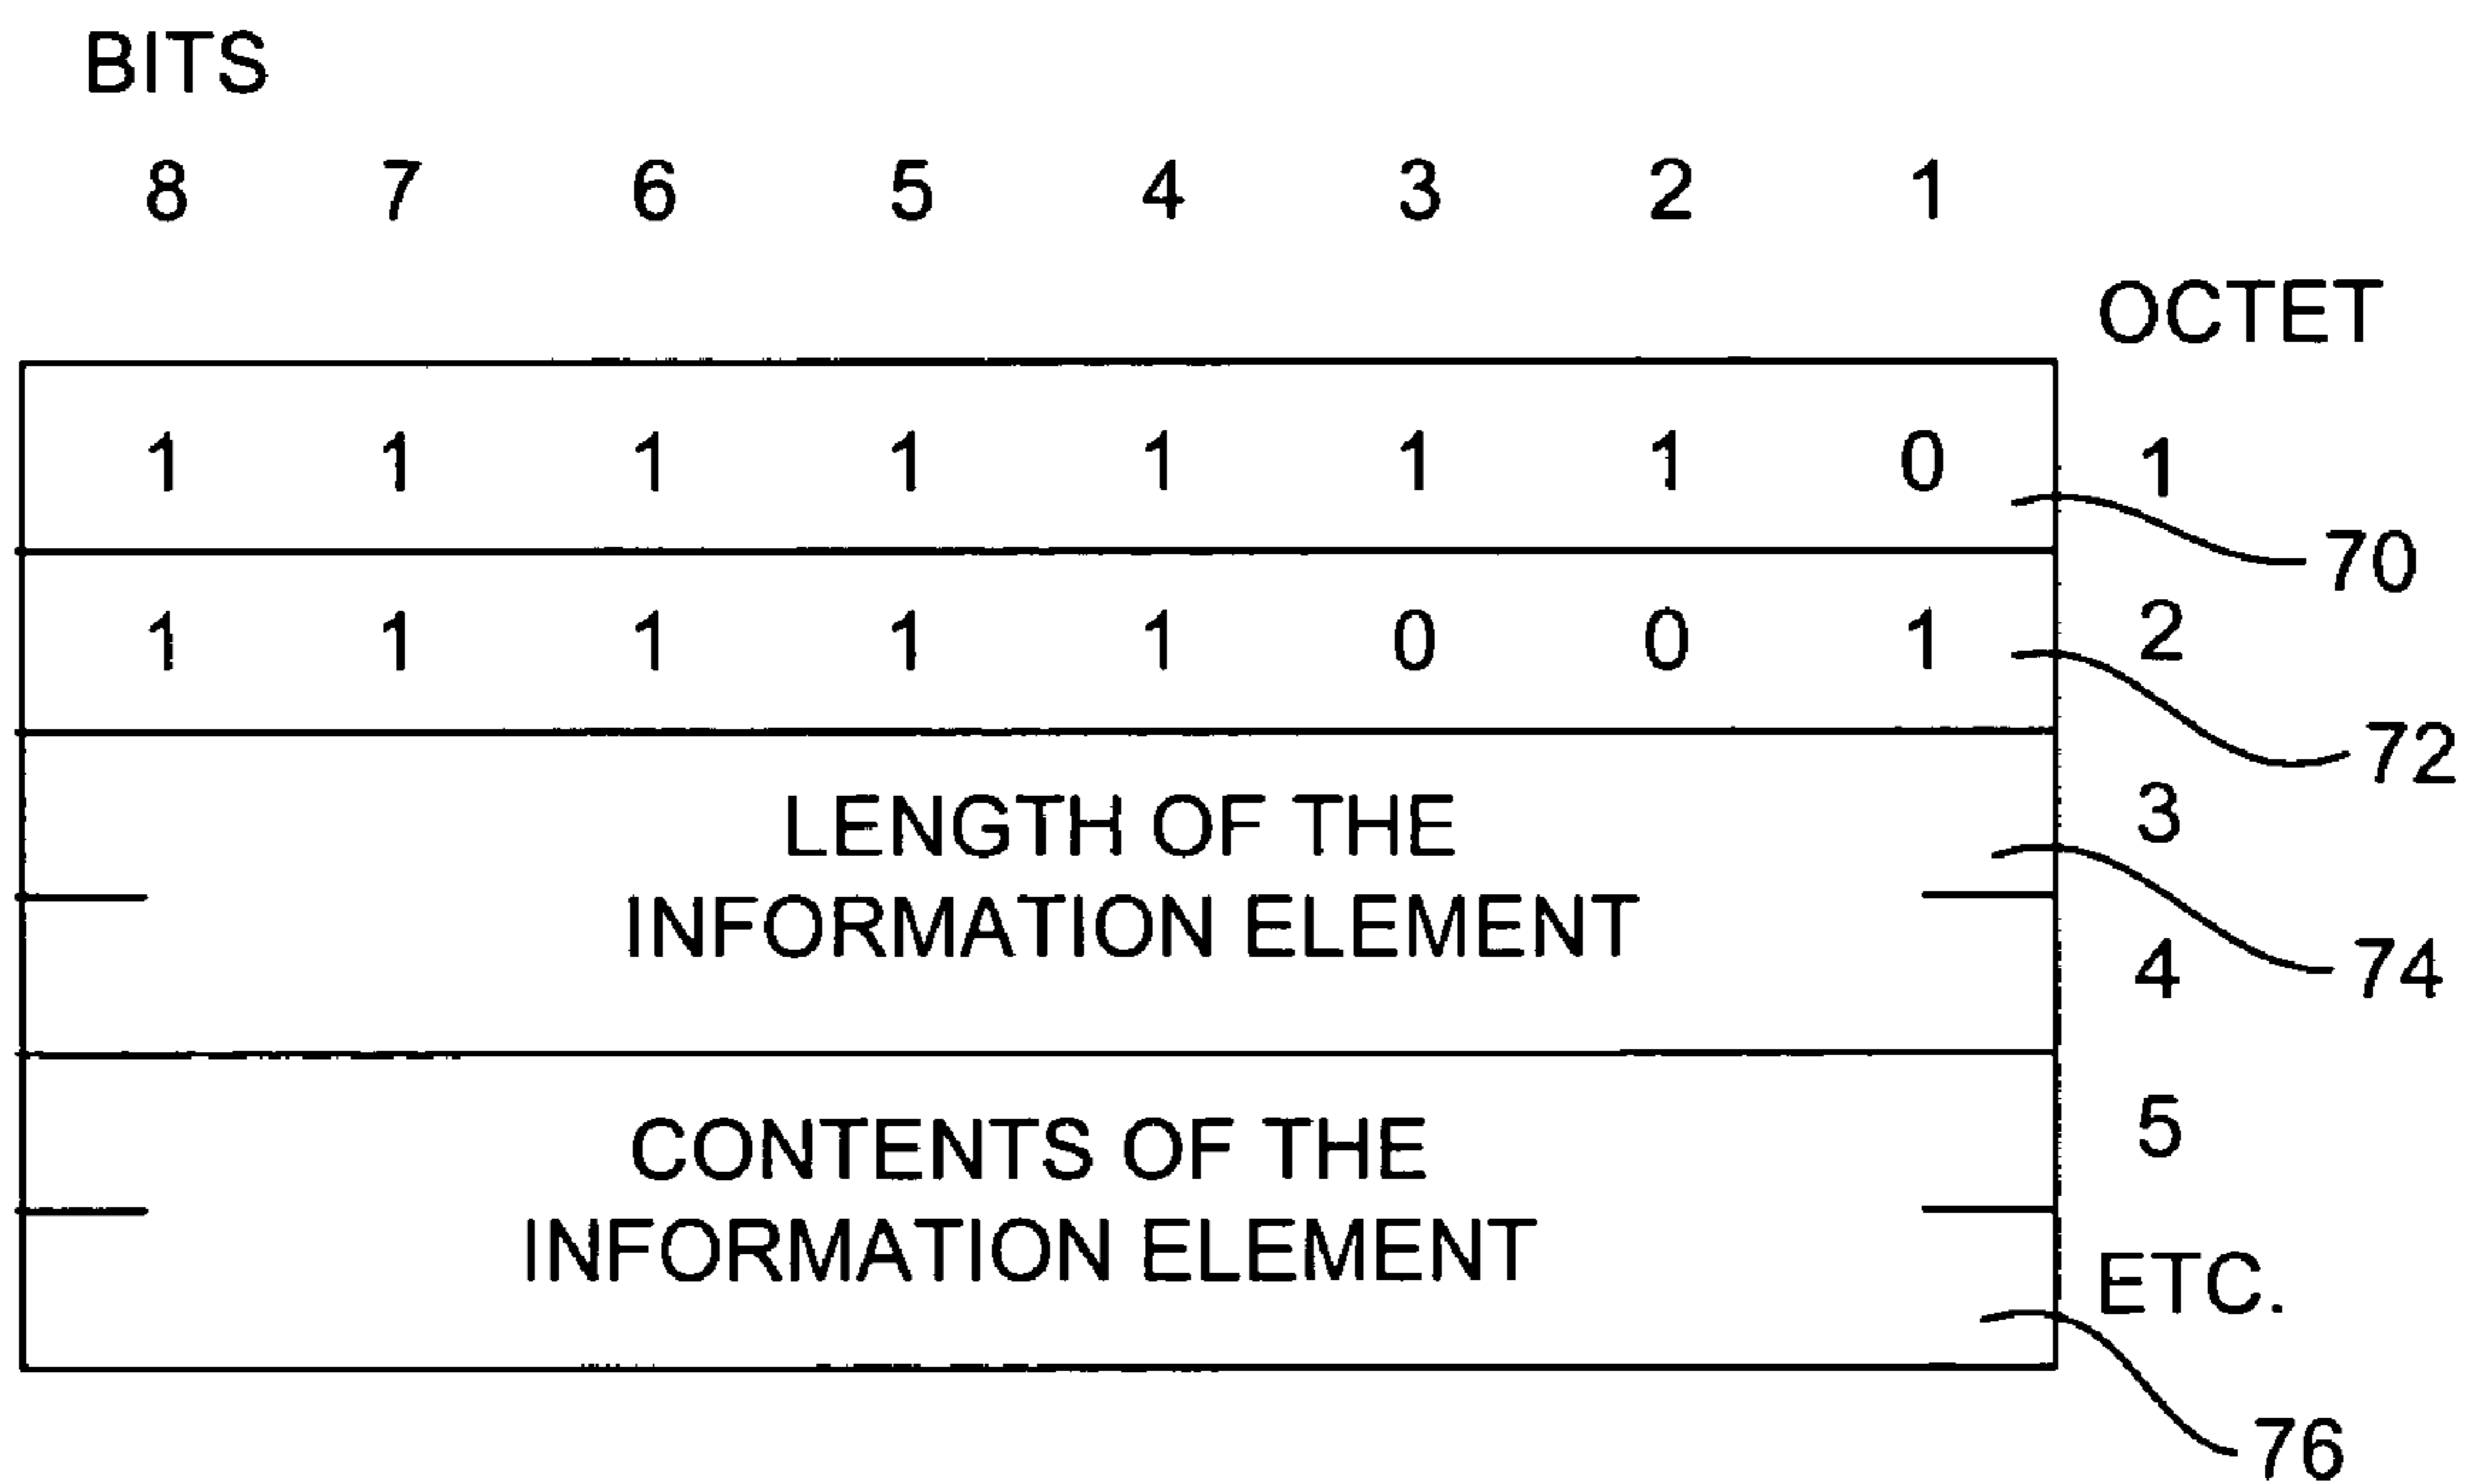 BITS
8 7 6 5 4 3 2 1
OCTET
1 1 1 1 1 1 1 0 1
70
1 1 1 1 1 0 0 1 2
72
LENGTH OF THE 3
INFORMATION ELEMENT
4 74
CONTENTS OF THE 5
INFORMATION ELEMENT ETC.
76